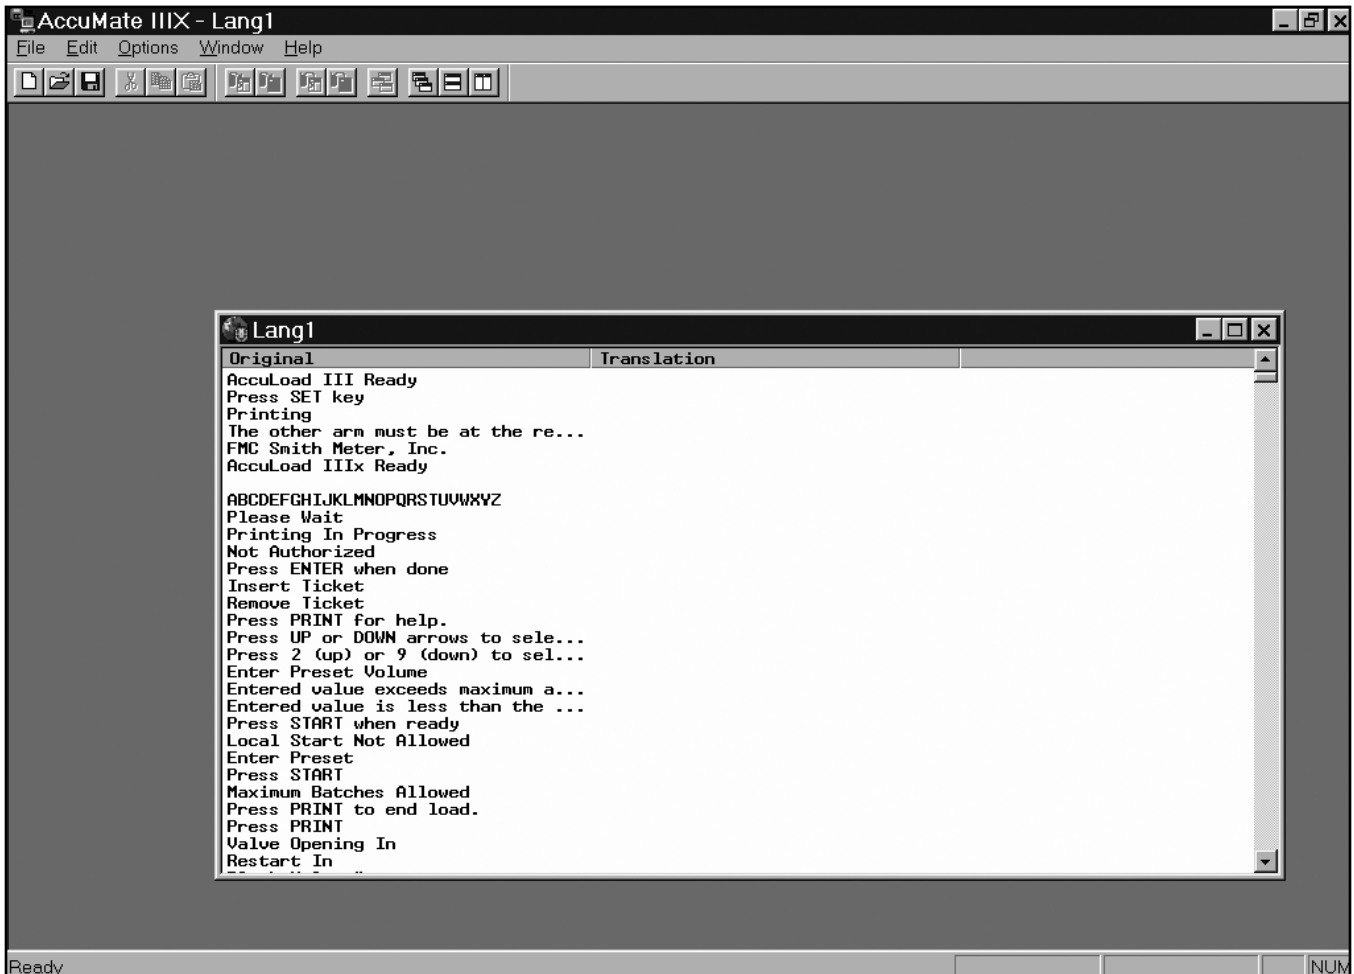 AccuMate IIIX - Lang1
File Edit Options Window Help
Lang1
Original Translation
AccuLoad III Ready
Press SET key
Printing
The other arm must be at the re...
FMC Smith Meter, Inc.
AccuLoad IIIx Ready
ABCDEFGHIJKLMNOPQRSTUVWXYZ
Please Wait
Printing In Progress
Not Authorized
Press ENTER when done
Insert Ticket
Remove Ticket
Press PRINT for help.
Press UP or DOWN arrows to sele...
Press 2 (up) or 9 (down) to sel...
Enter Preset Volume
Entered value exceeds maximum a...
Entered value is less than the ...
Press START when ready
Local Start Not Allowed
Enter Preset
Press START
Maximum Batches Allowed
Press PRINT to end load.
Press PRINT
Valve Opening In
Restart In
Ready NUM